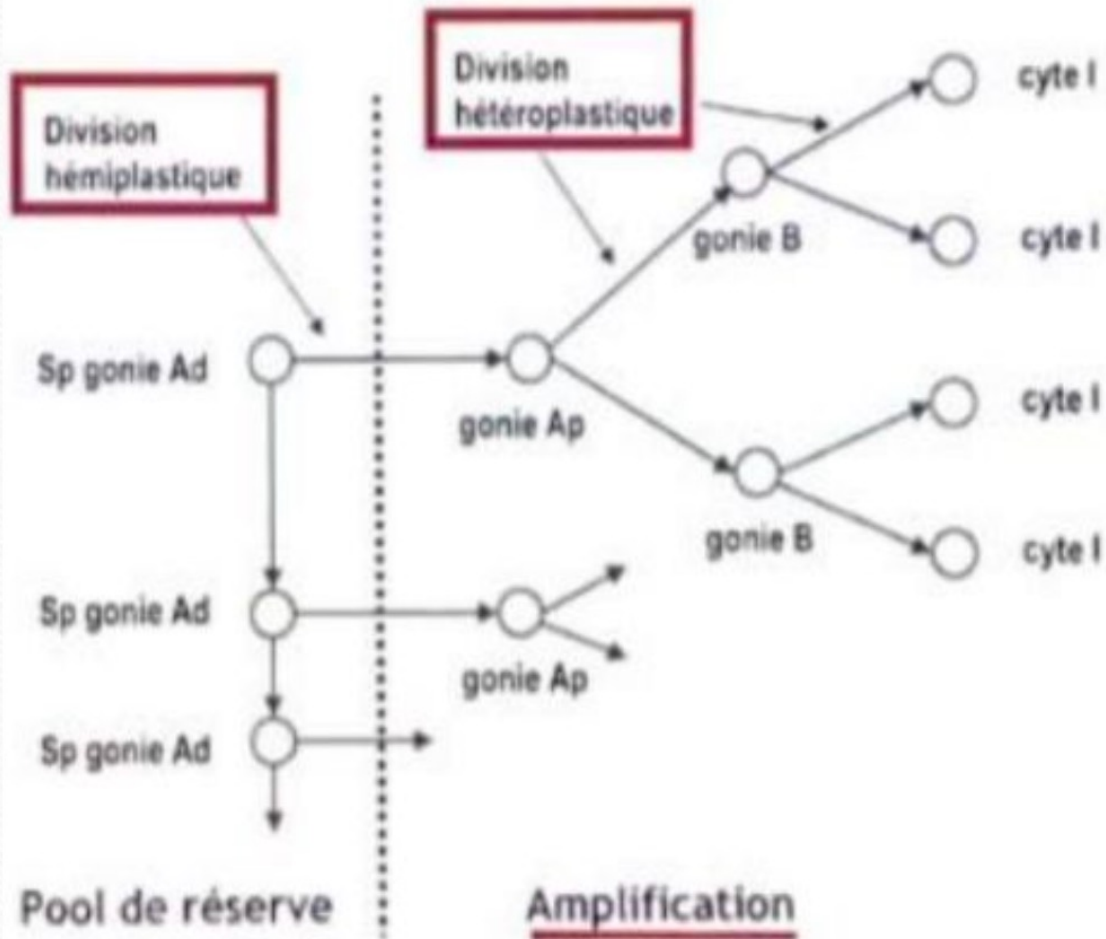 Division
hémiplastique
Division
hétéroplastique
cyte I
gonie B
cyte I
Sp gonie Ad
gonie Ap
cyte I
gonie B
cyte I
Sp gonie Ad
gonie Ap
Sp gonie Ad
Pool de réserve
Amplification